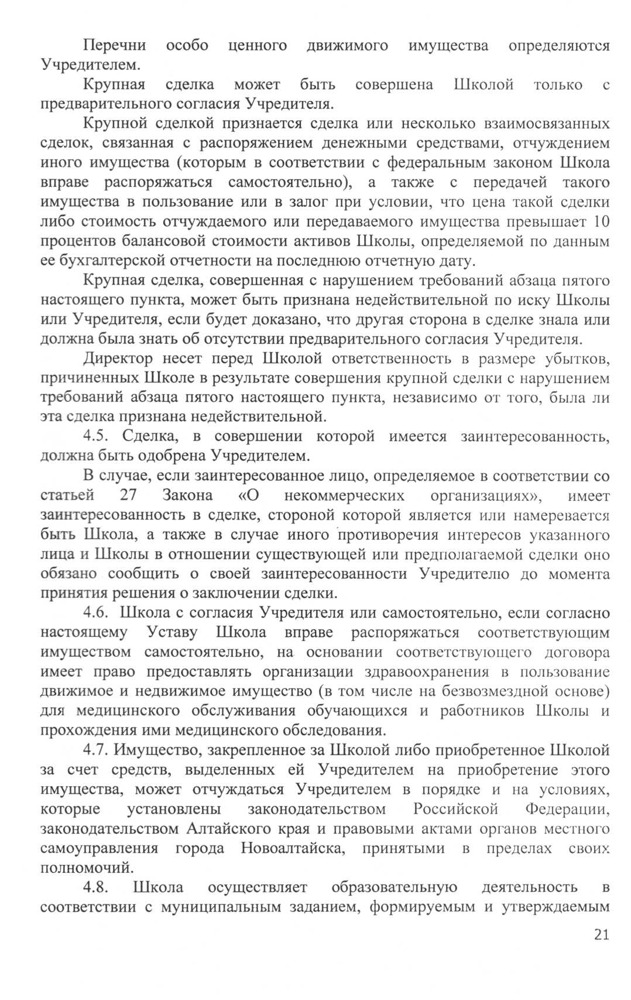 Перечни особо ценного движимого имущества определяются
Учредителем.
Крупная сделка может быть совершена Школой только с
предварительного согласия Учредителя.
Крупной сделкой признается сделка или несколько взаимосвязанных
сделок, связанная с распоряжением денежными средствами, отчуждением
иного имущества (которым в соответствии с федеральным законом Школа
вправе распоряжаться самостоятельно), а также с передачей такого
имущества в пользование или в залог при условии, что цена такой сделки
либо стоимость отчуждаемого или передаваемого имущества превышает 10
процентов балансовой стоимости активов Школы, определяемой по данным
ее бухгалтерской отчетности на последнюю отчетную дату.
Крупная сделка, совершенная с нарушением требований абзаца пятого
настоящего пункта, может быть признана недействительной по иску Школы
или Учредителя, если будет доказано, что другая сторона в сделке знала или
должна была знать об отсутствии предварительного согласия Учредителя.
Директор несет перед Школой ответственность в размере убытков,
причиненных Школе в результате совершения крупной сделки с нарушением
требований абзаца пятого настоящего пункта, независимо от того, была ли
эта сделка признана недействительной.
4.5. Сделка, в совершении которой имеется заинтересованность,
должна быть одобрена Учредителем.
В случае, если заинтересованное лицо, определяемое в соответствии со
статьей 27 Закона «О некоммерческих организациях», имеет
заинтересованность в сделке, стороной которой является или намеревается
быть Школа, а также в случае иного противоречия интересов указанного
лица и Школы в отношении существующей или предполагаемой сделки оно
обязано сообщить о своей заинтересованности Учредителю до момента
принятия решения о заключении сделки.
4.6. Школа с согласия Учредителя или самостоятельно, если согласно
настоящему Уставу Школа вправе распоряжаться соответствующим
имуществом самостоятельно, на основании соответствующего договора
имеет право предоставлять организации здравоохранения в пользование
движимое и недвижимое имущество (в том числе на безвозмездной основе)
для медицинского обслуживания обучающихся и работников Школы и
прохождения ими медицинского обследования.
4.7. Имущество, закрепленное за Школой либо приобретенное Школой
за счет средств, выделенных ей Учредителем на приобретение этого
имущества, может отчуждаться Учредителем в порядке и на условиях,
которые установлены законодательством Российской Федерации,
законодательством Алтайского края и правовыми актами органов местного
самоуправления города Новоалтайска, принятыми в пределах своих
полномочий.
4.8. Школа осуществляет образовательную деятельность в
соответствии с муниципальным заданием, формируемым и утверждаемым
21